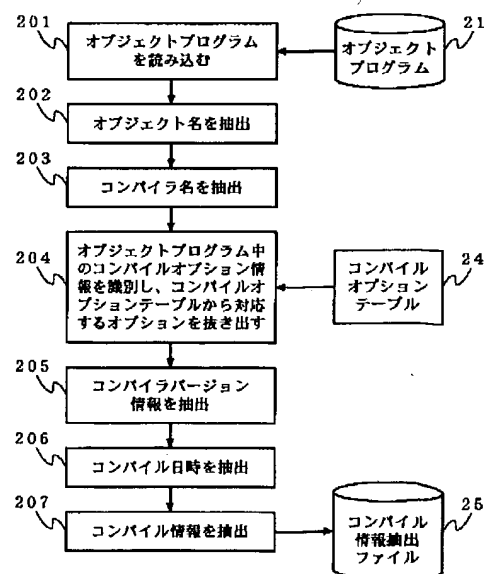 201
オブジェクトプログラム
を読み込む
オブジェクト
プログラム
21
202
オブジェクト名を抽出
203
コンパイラ名を抽出
204
オブジェクトプログラム中
のコンパイルオプション情
報を識別し、コンパイルオ
プションテーブルから対応
するオプションを抜き出す
コンパイル
オプション
テーブル
24
205
コンパイラバージョン
情報を抽出
206
コンパイル日時を抽出
207
コンパイル情報を抽出
コンパイル
情報抽出
ファイル
25